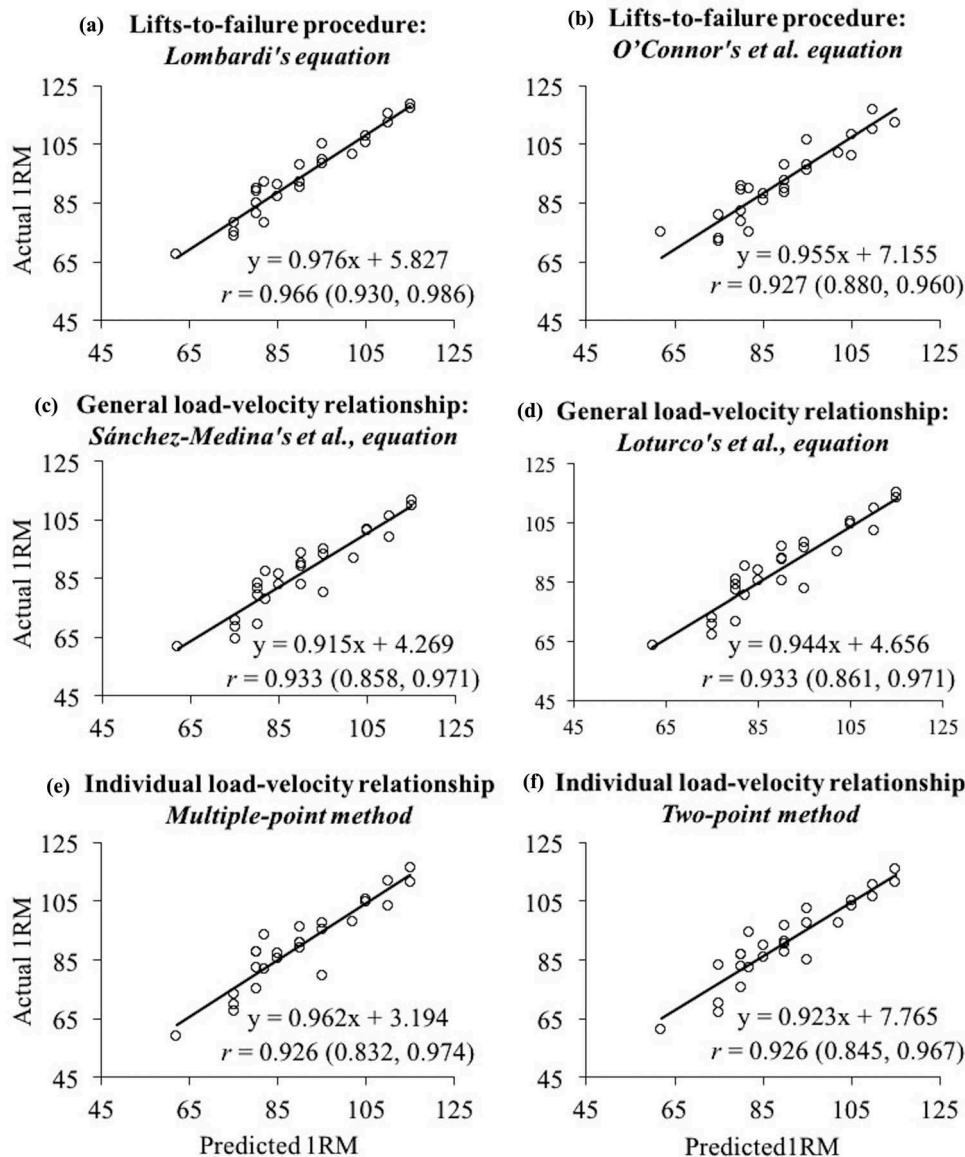 (a) Lifts-to-failure procedure:
Lombardi's equation
125
105
85
65
45
Actual 1RM
y = 0.976x + 5.827
r = 0.966 (0.930, 0.986)
45 65 85 105 125
(b) Lifts-to-failure procedure:
O'Connor's et al. equation
125
105
85
65
45
y = 0.955x + 7.155
r = 0.927 (0.880, 0.960)
45 65 85 105 125
(c) General load-velocity relationship:
Sánchez-Medina's et al., equation
125
105
85
65
45
Actual 1RM
y = 0.915x + 4.269
r = 0.933 (0.858, 0.971)
45 65 85 105 125
(d) General load-velocity relationship:
Loturco's et al., equation
125
105
85
65
45
y = 0.944x + 4.656
r = 0.933 (0.861, 0.971)
45 65 85 105 125
(e) Individual load-velocity relationship
Multiple-point method
125
105
85
65
45
Actual 1RM
y = 0.962x + 3.194
r = 0.926 (0.832, 0.974)
45 65 85 105 125
Predicted 1RM
(f) Individual load-velocity relationship
Two-point method
125
105
85
65
45
y = 0.923x + 7.765
r = 0.926 (0.845, 0.967)
45 65 85 105 125
Predicted1RM